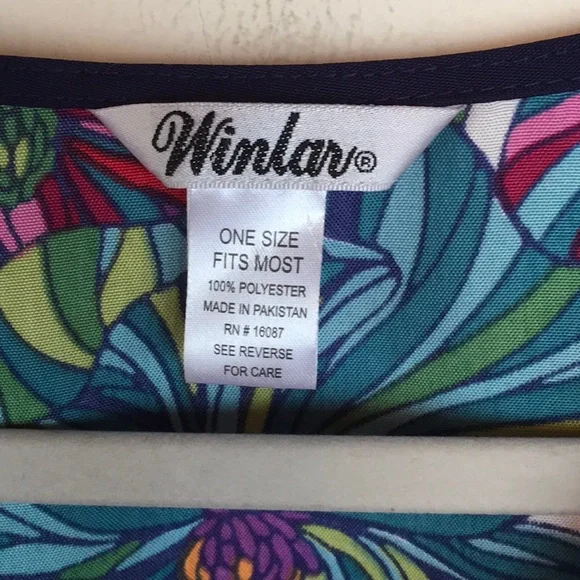 Winlar®
ONE SIZE
FITS MOST
100% POLYESTER
MADE IN PAKISTAN
RN # 16087
SEE REVERSE
FOR CARE